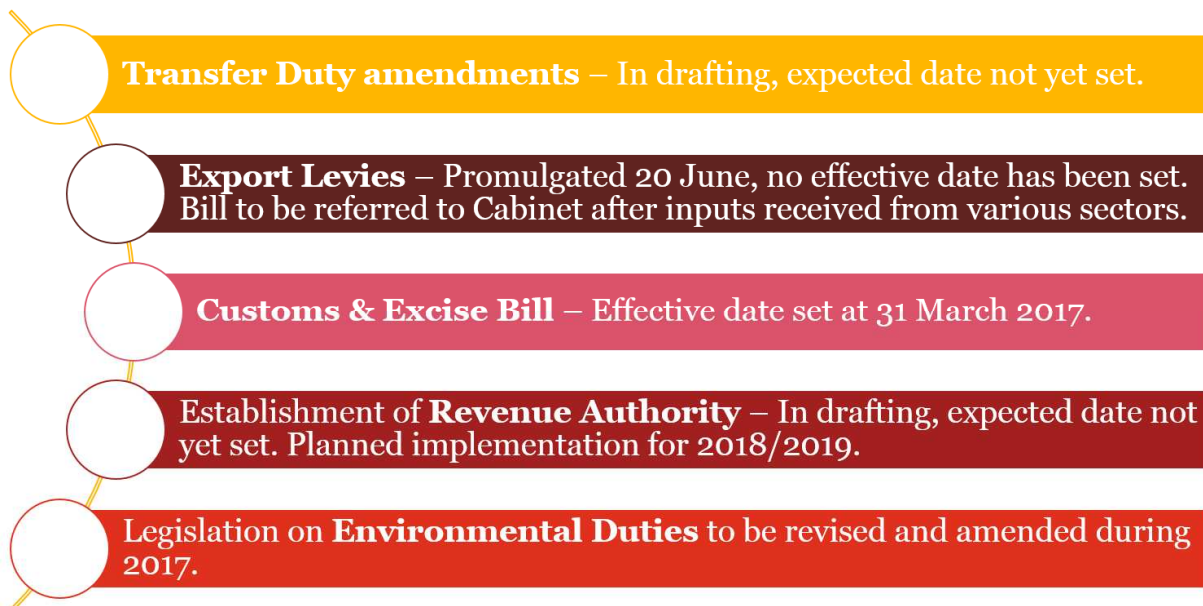 Transfer Duty amendments – In drafting, expected date not yet set.
Export Levies – Promulgated 20 June, no effective date has been set.
Bill to be referred to Cabinet after inputs received from various sectors.
Customs & Excise Bill – Effective date set at 31 March 2017.
Establishment of Revenue Authority – In drafting, expected date not
yet set. Planned implementation for 2018/2019.
Legislation on Environmental Duties to be revised and amended during
2017.